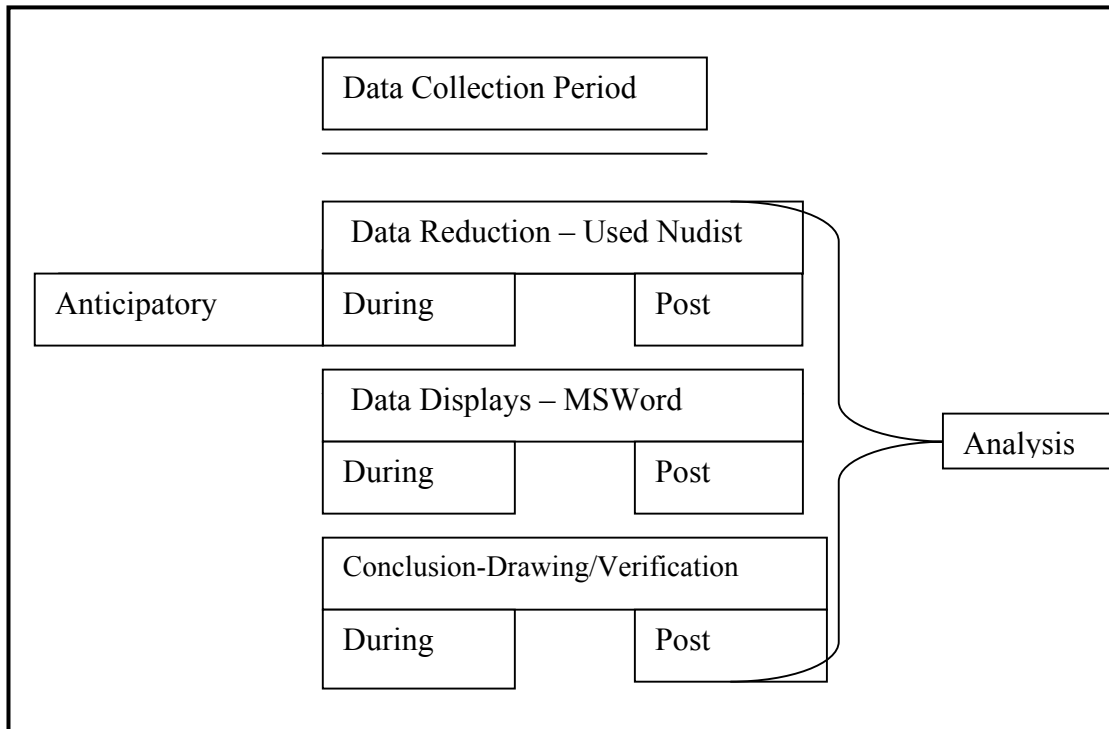 Data Collection Period
Data Reduction – Used Nudist
Anticipatory
During
Post
Data Displays – MSWord
During
Post
Analysis
Conclusion-Drawing/Verification
During
Post